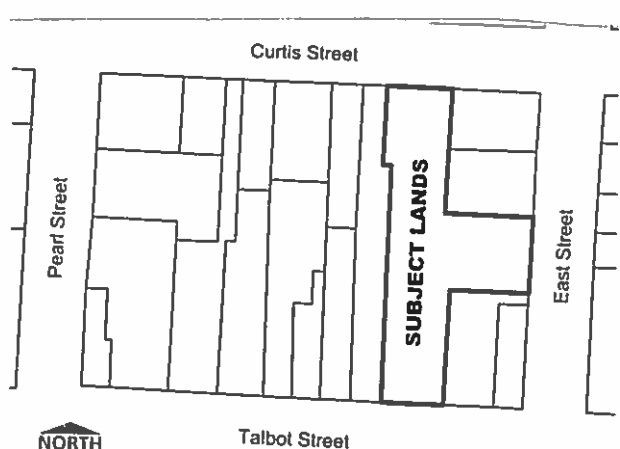 Curtis Street
Pearl Street
SUBJECT LANDS
East Street
NORTH
Talbot Street